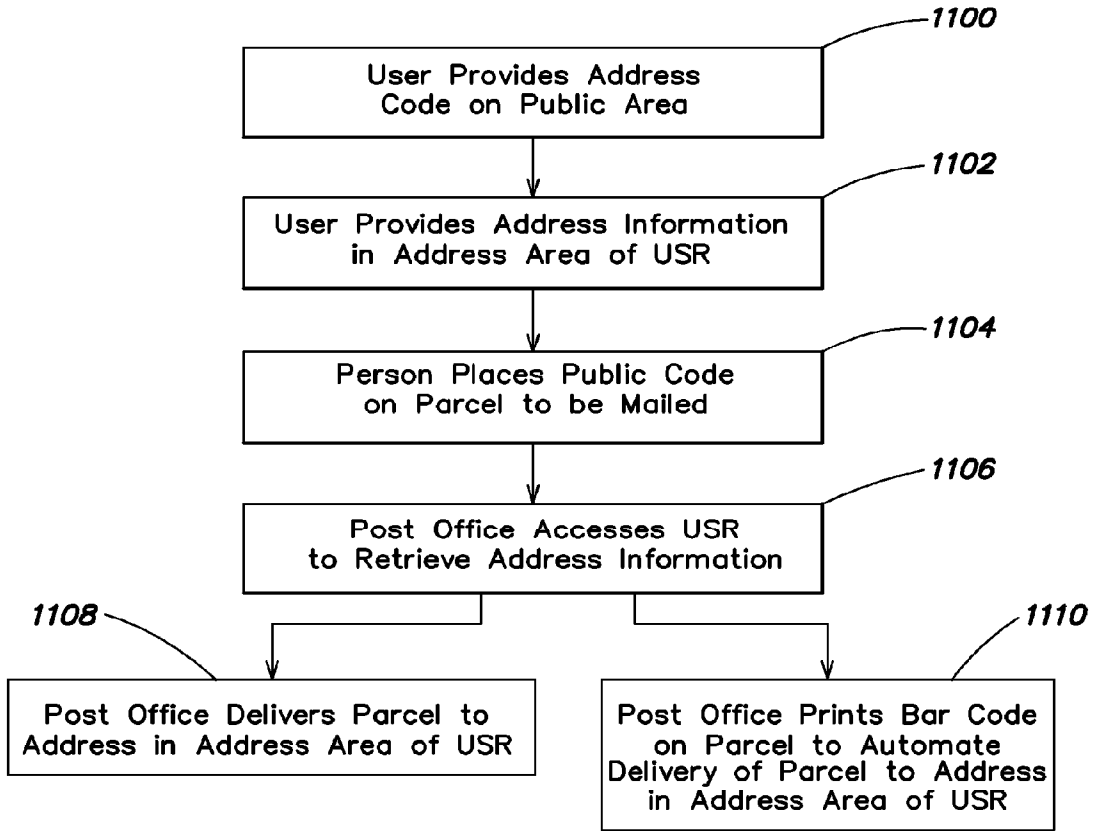 1100
User Provides Address
Code on Public Area
1102
User Provides Address Information
in Address Area of USR
1104
Person Places Public Code
on Parcel to be Mailed
1106
Post Office Accesses USR
to Retrieve Address Information
1108
Post Office Delivers Parcel to
Address in Address Area of USR
1110
Post Office Prints Bar Code
on Parcel to Automate
Delivery of Parcel to Address
in Address Area of USR